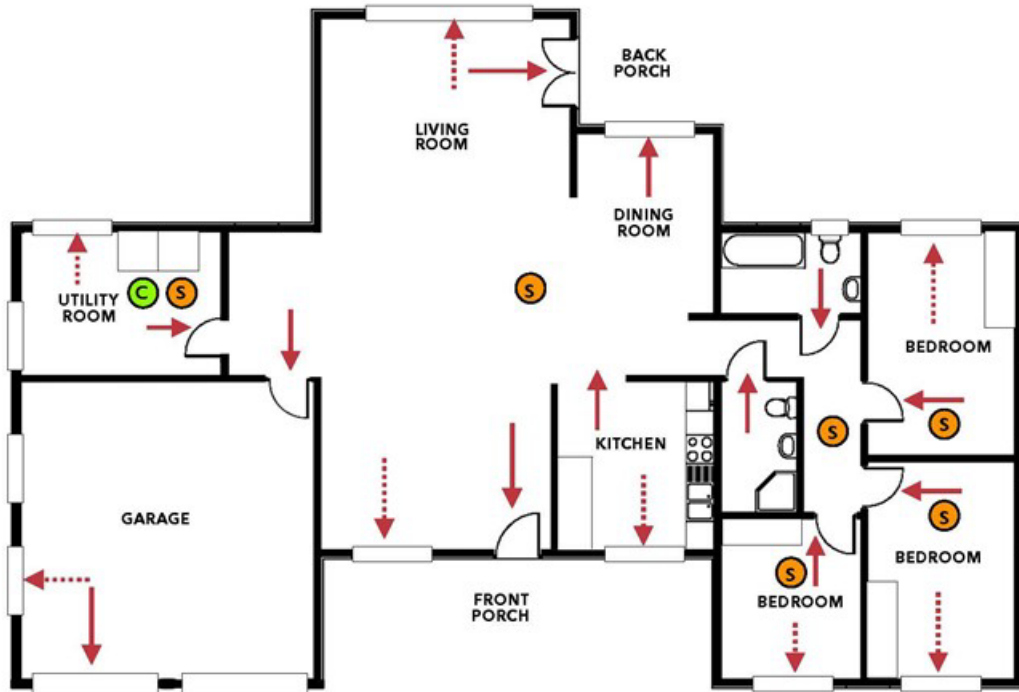 BACK
PORCH
LIVING
ROOM
DINING
ROOM
UTILITY
ROOM
C
S
S
BEDROOM
S
KITCHEN
S
GARAGE
S
BEDROOM
S
BEDROOM
FRONT
PORCH